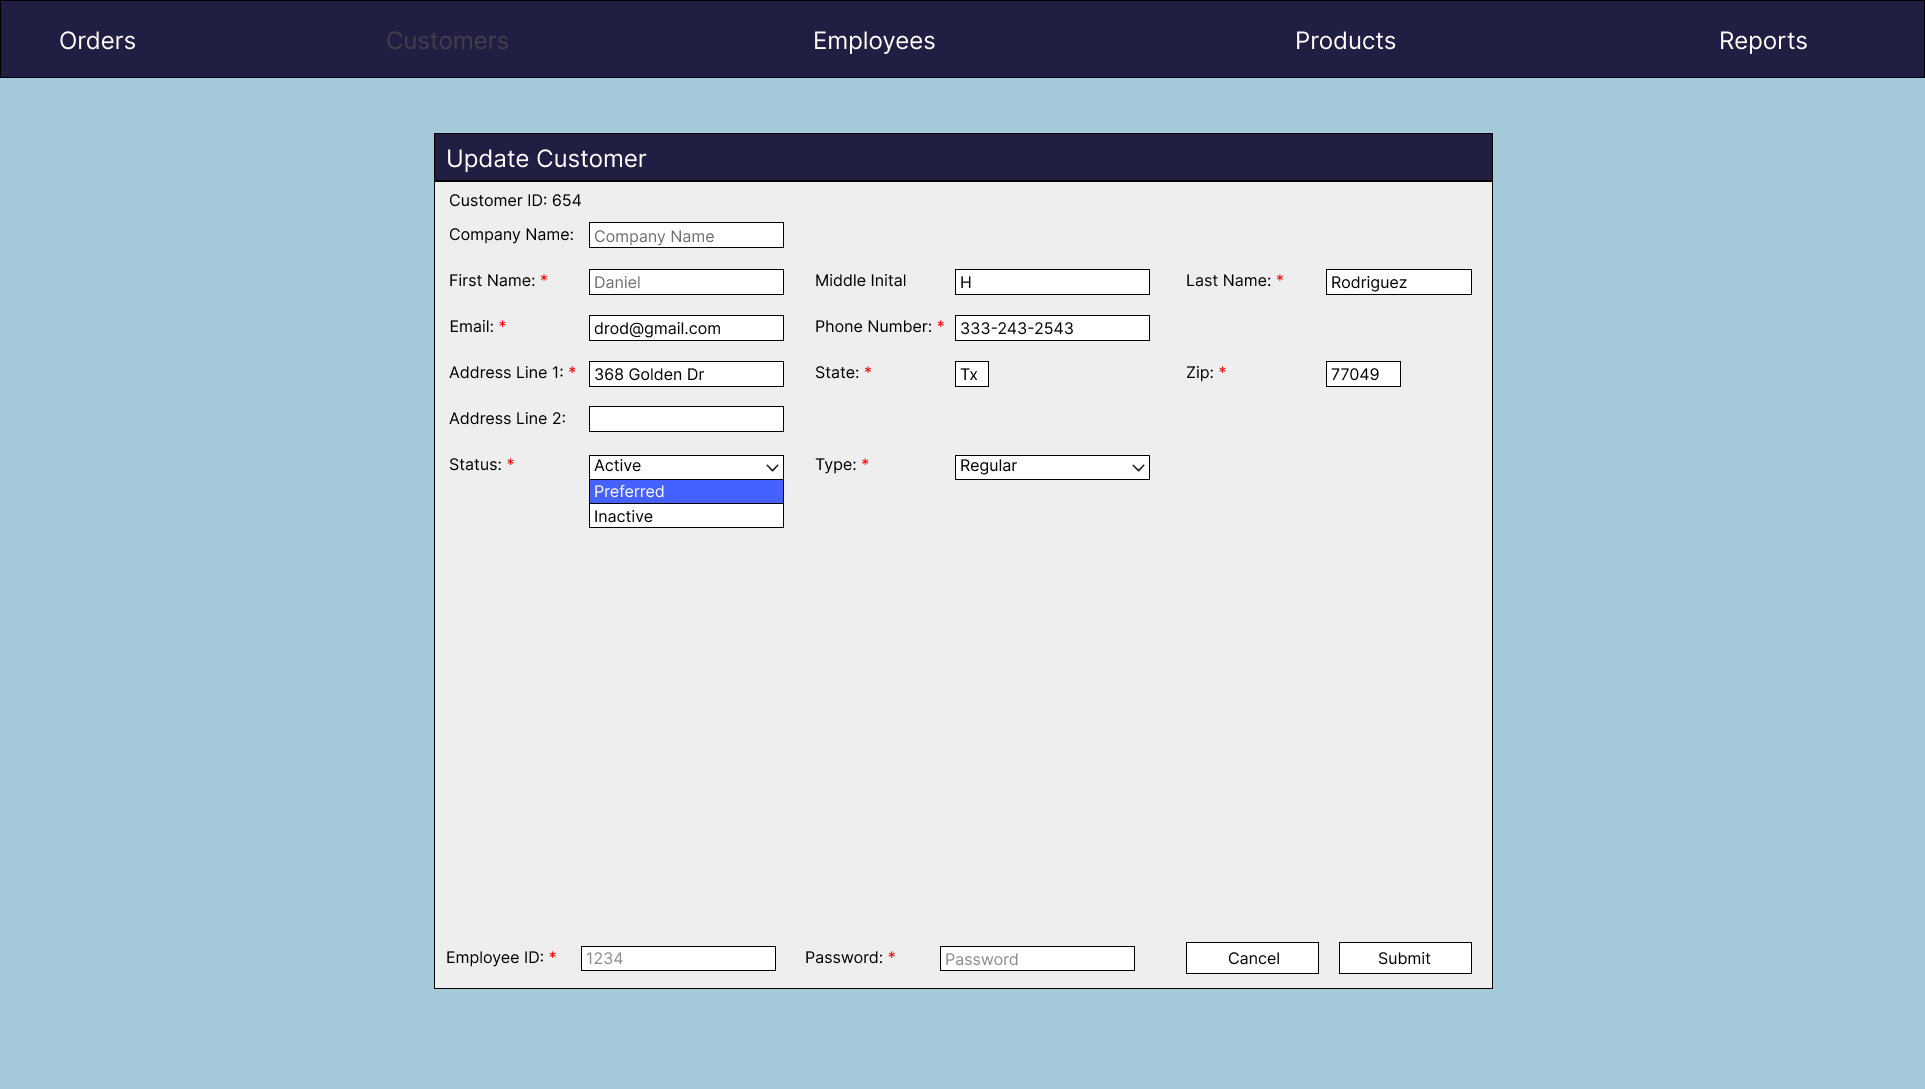 Orders Customers Employees Products Reports
Update Customer
Customer ID: 654
Company Name: Company Name
First Name: * Daniel Middle Inital H Last Name: * Rodriguez
Email: * drod@gmail.com Phone Number: * 333-243-2543
Address Line 1: * 368 Golden Dr State: * Tx Zip: * 77049
Address Line 2:
Status: * Active Type: * Regular
Preferred
Inactive
Employee ID: * 1234 Password: * Password Cancel Submit